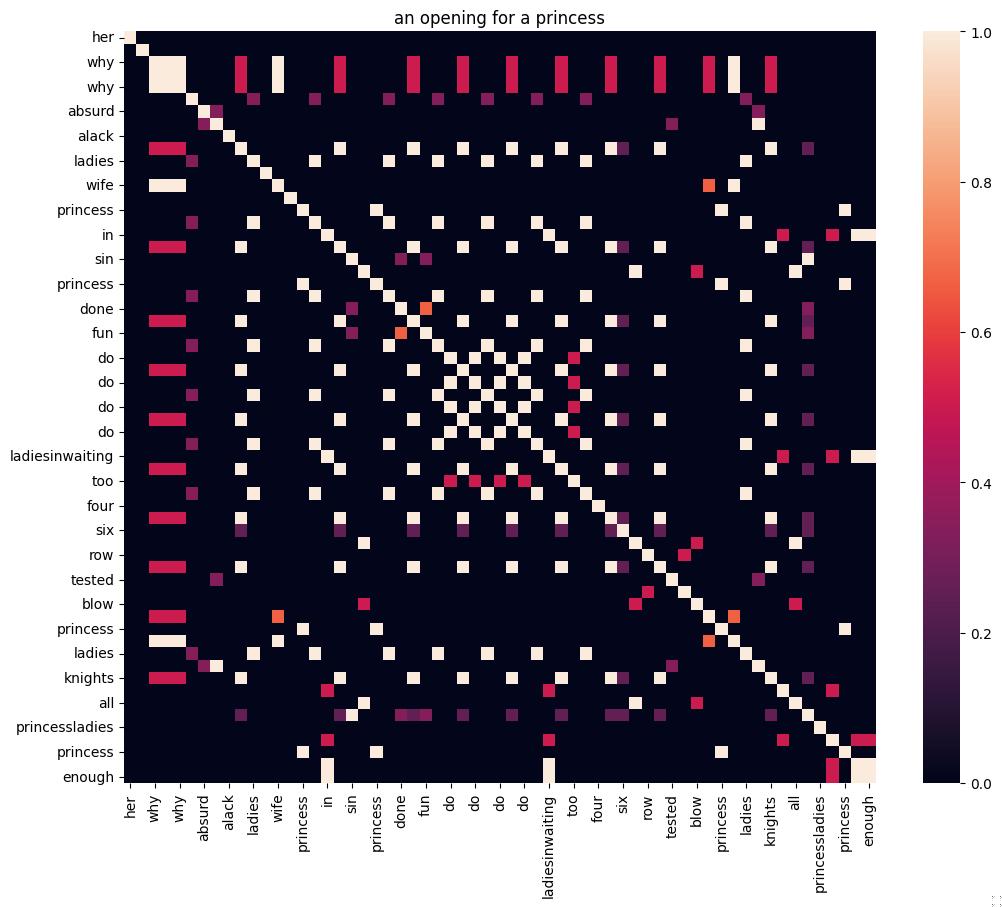 an opening for a princess
her
why
why
absurd
alack
ladies
wife
princess
in
sin
princess
done
fun
do
do
do
do
ladiesinwaiting
too
four
six
row
tested
blow
princess
ladies
knights
all
princessladies
princess
enough
her
why
why
absurd
alack
ladies
wife
princess
in
sin
princess
done
fun
do
do
do
do
ladiesinwaiting
too
four
six
row
tested
blow
princess
ladies
knights
all
princessladies
princess
enough
1.0
0.8
0.6
0.4
0.2
0.0